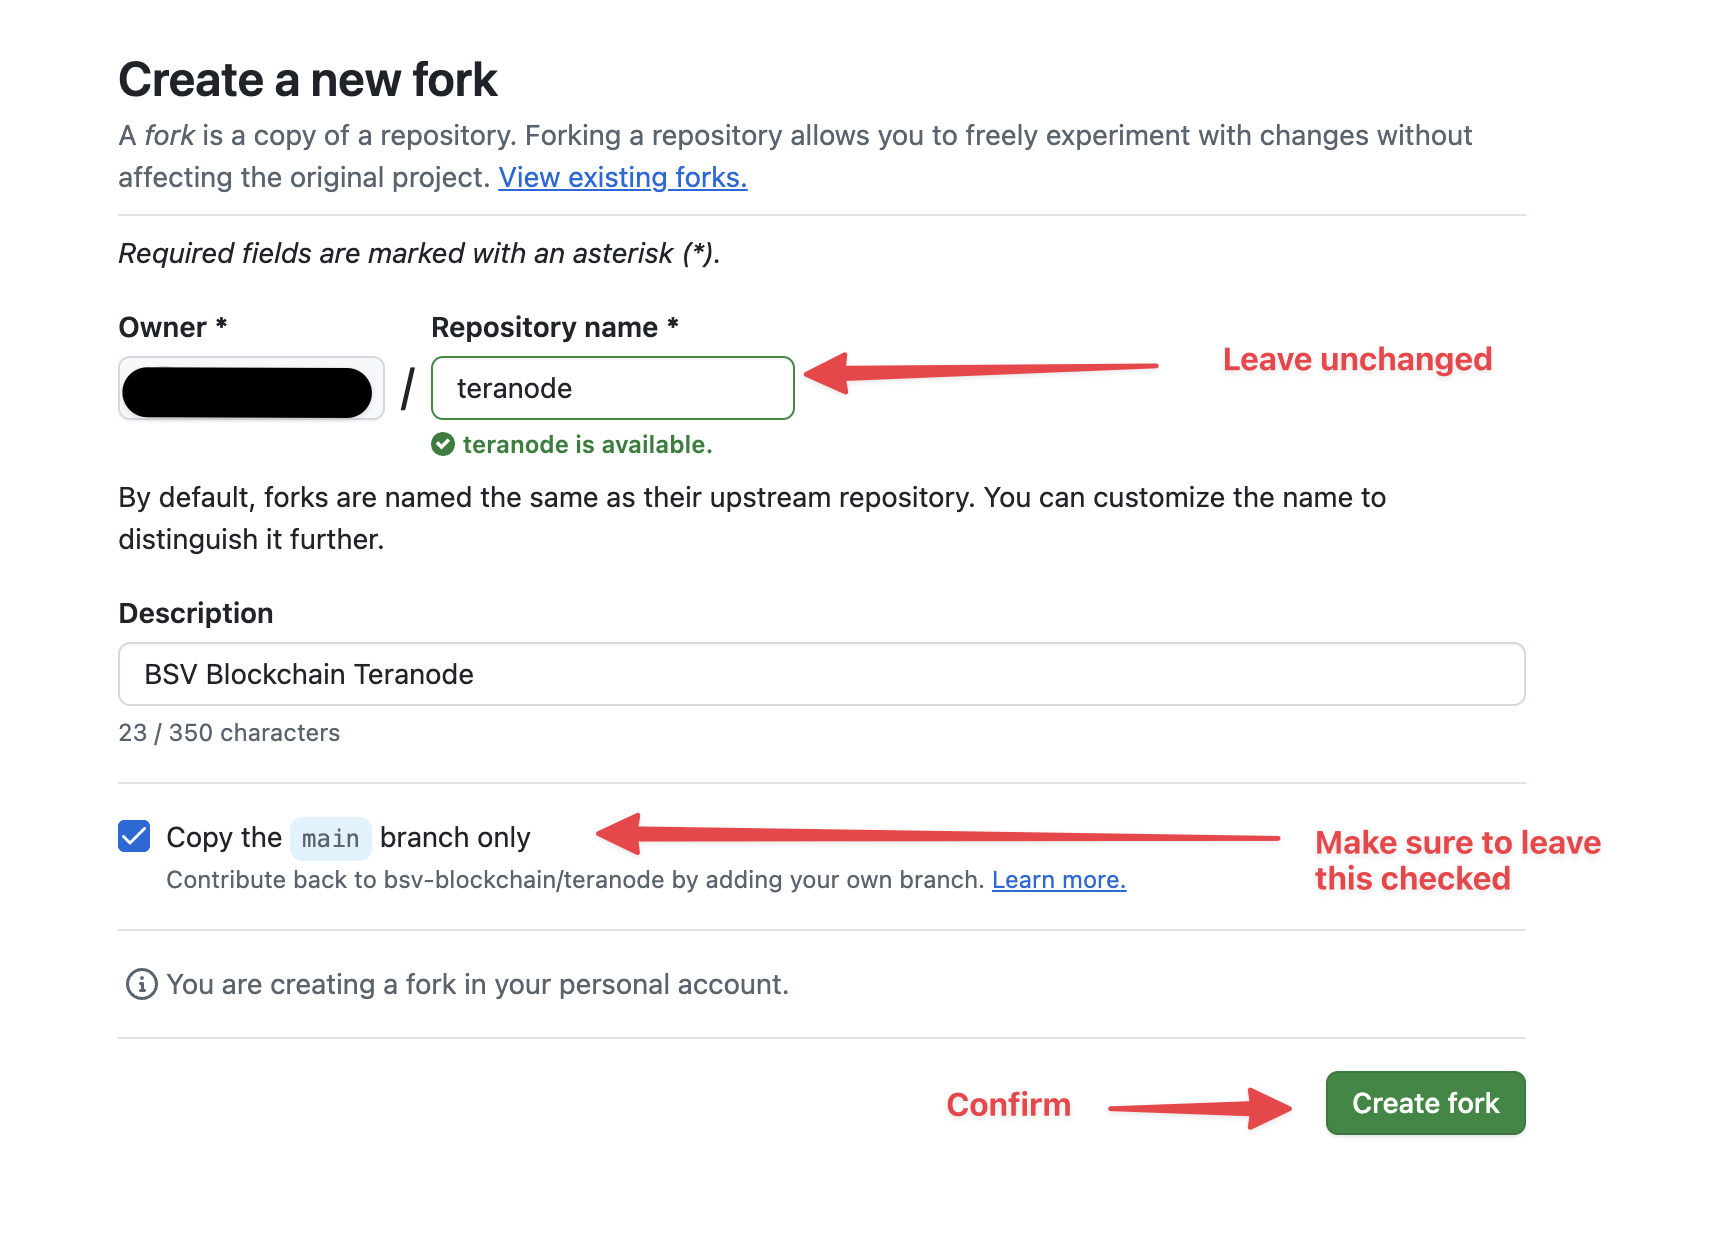 Create a new fork
A fork is a copy of a repository. Forking a repository allows you to freely experiment with changes without
affecting the original project. View existing forks.
Required fields are marked with an asterisk (*).
Owner *
Repository name *
/
teranode
Leave unchanged
teranode is available.
By default, forks are named the same as their upstream repository. You can customize the name to
distinguish it further.
Description
BSV Blockchain Teranode
23 / 350 characters
Copy the main branch only
Contribute back to bsv-blockchain/teranode by adding your own branch. Learn more.
Make sure to leave
this checked
You are creating a fork in your personal account.
Confirm
Create fork